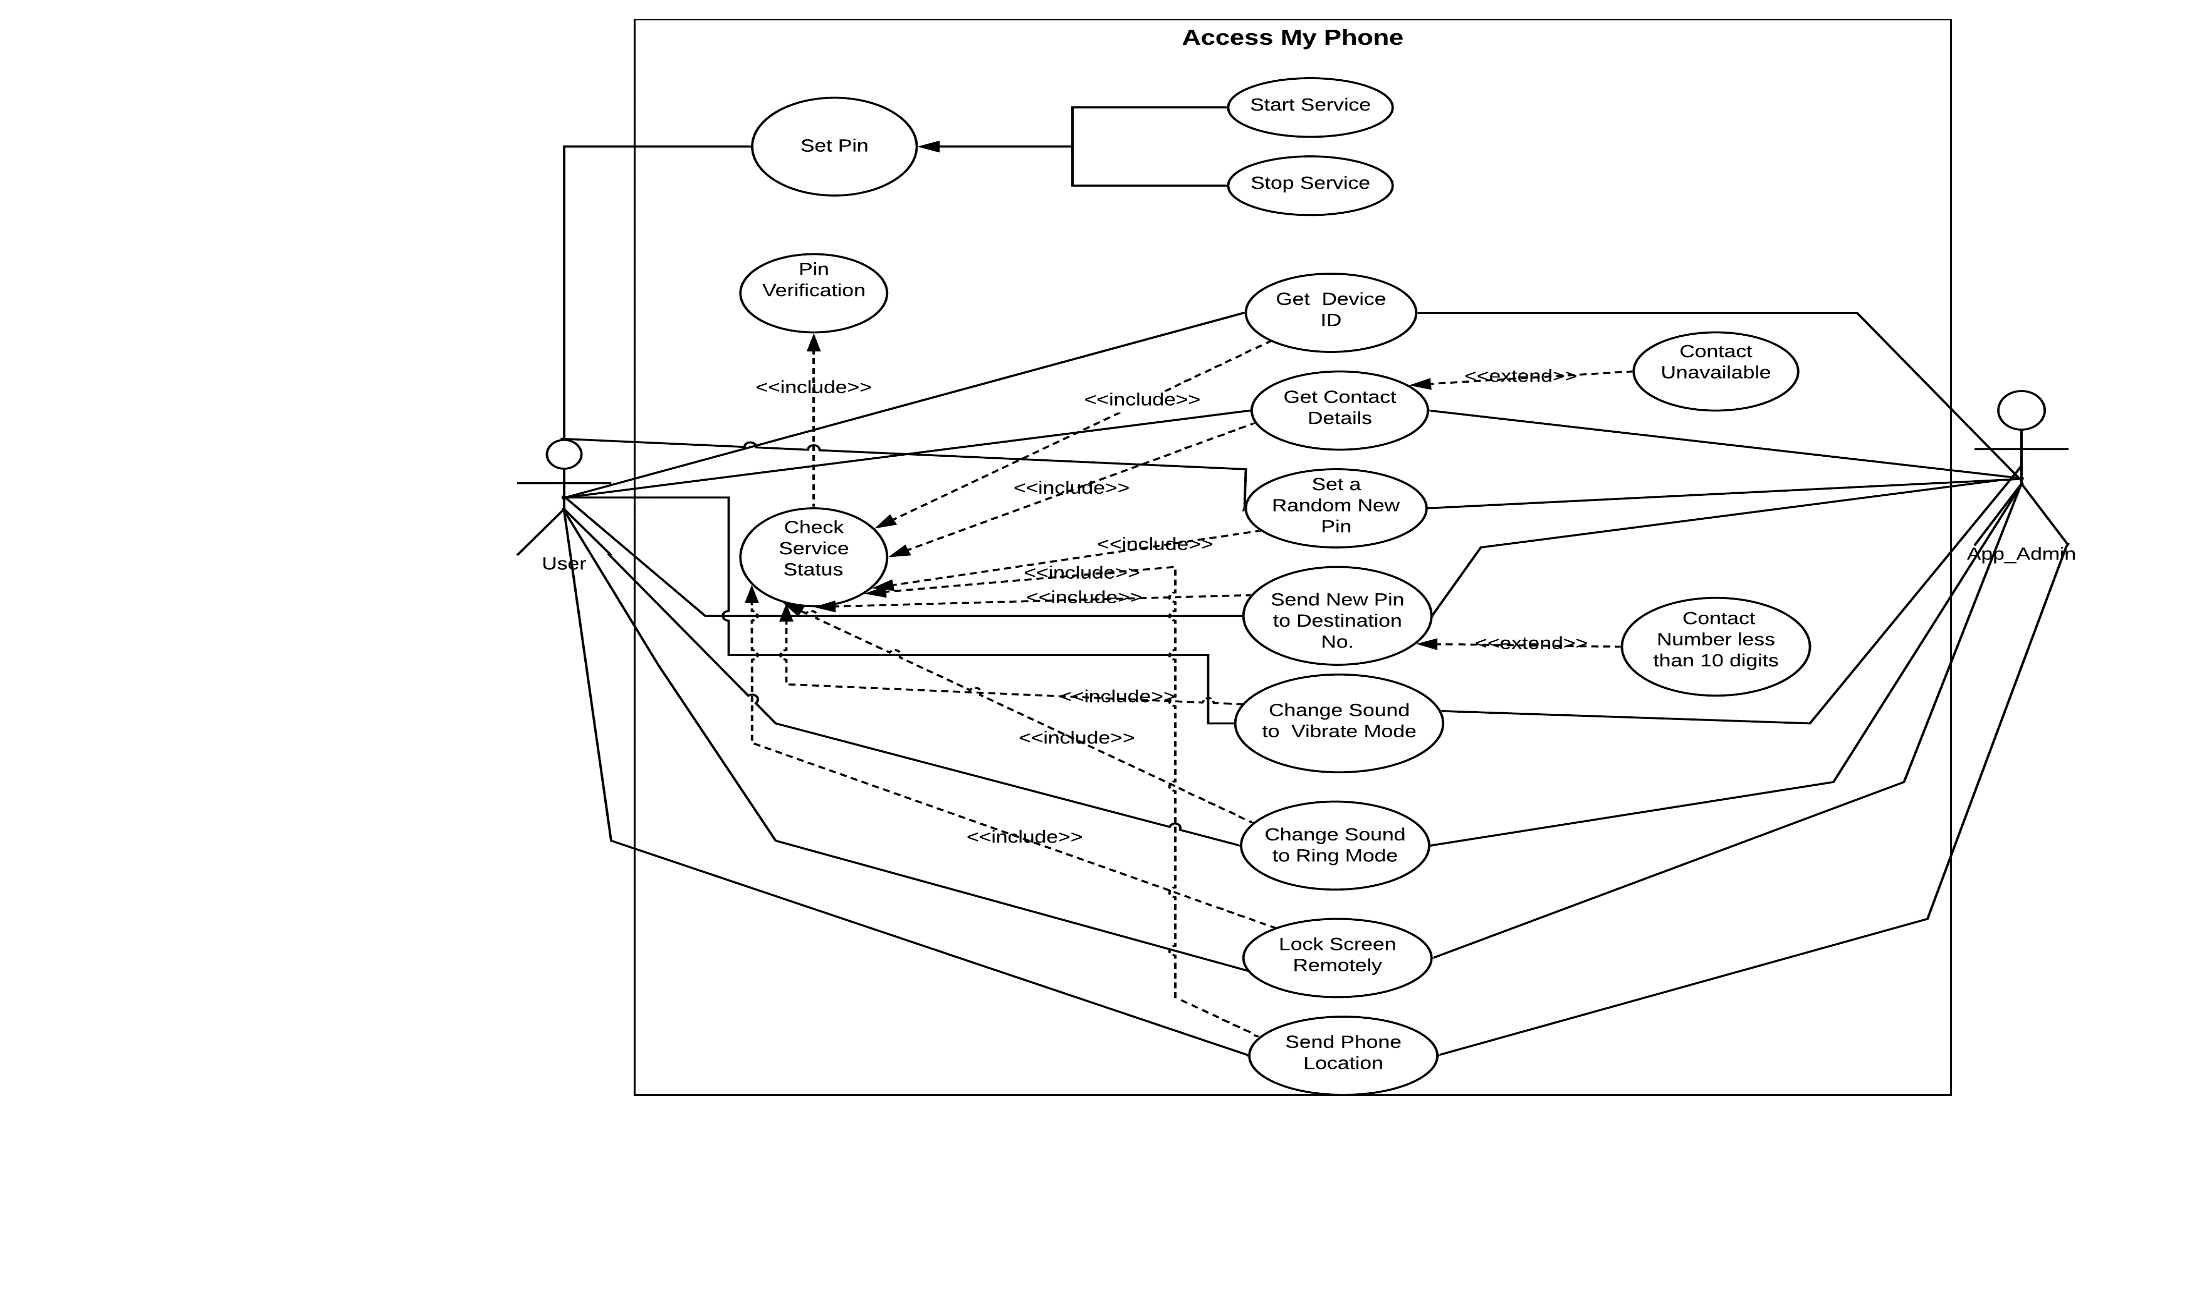 Access My Phone
Start Service
Set Pin
Stop Service
Pin
Verification
Get  Device
ID
Contact
Unavailable
<<extend>>
<<include>>
<<include>>
Get Contact
Details
<<include>>
Set a
Random New
Pin
Check
Service
Status
User
App_Admin
<<include>>
<<include>>
<<include>>
Send New Pin
to Destination
No.
Contact
Number less
than 10 digits
<<extend>>
<<include>>
Change Sound
to  Vibrate Mode
<<include>>
Change Sound
to Ring Mode
<<include>>
Lock Screen
Remotely
Send Phone
Location